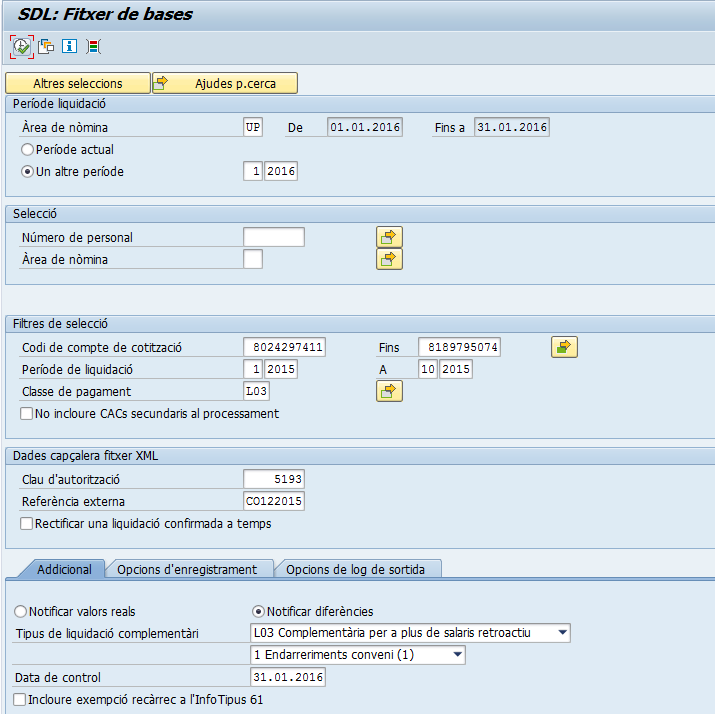 SDL: Fitxer de bases
Altres seleccions Ajudes p.cerca
Període liquidació
Àrea de nòmina UP De 01.01.2016 Fins a 31.01.2016
Període actual
Un altre període 1 2016
Selecció
Número de personal
Àrea de nòmina
Filtres de selecció
Codi de compte de cotització 8024297411 Fins 8189795074
Període de liquidació 1 2015 A 10 2015
Classe de pagament L03
No incloure CACs secundaris al processament
Dades capçalera fitxer XML
Clau d'autorització 5193
Referència externa CO122015
Rectificar una liquidació confirmada a temps
Addicional Opcions d'enregistrament Opcions de log de sortida
Notificar valors reals Notificar diferències
Tipus de liquidació complementàri L03 Complementària per a plus de salaris retroactiu
1 Endarreriments conveni (1)
Data de control 31.01.2016
Incloure exempció recàrrec a l'InfoTipus 61